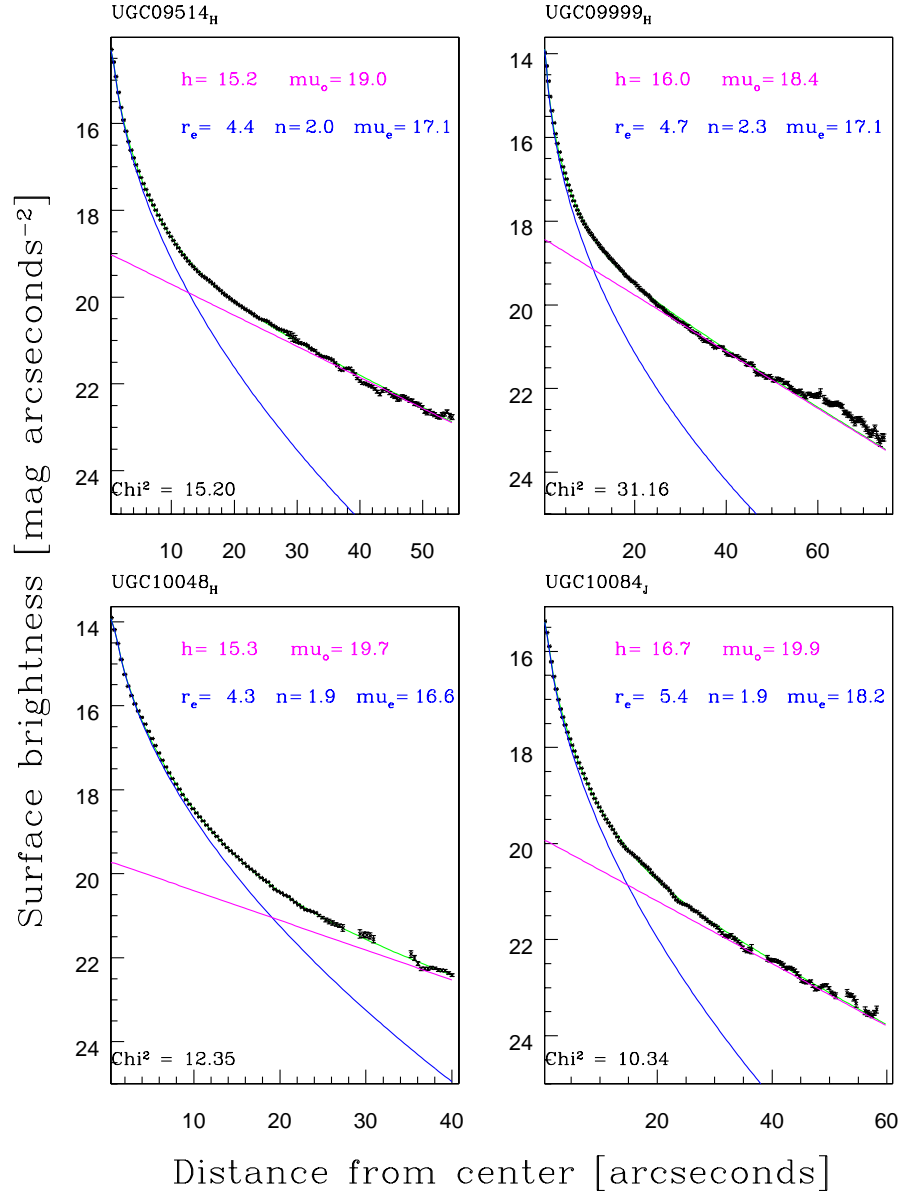 UGC09514H
h= 15.2 muo= 19.0
re= 4.4 n= 2.0 mue= 17.1
16
18
20
22
24
Chi² = 15.20
10 20 30 40 50
UGC09999H
h= 16.0 muo= 18.4
re= 4.7 n= 2.3 mue= 17.1
14
16
18
20
22
24
Chi² = 31.16
20 40 60
UGC10048H
h= 15.3 muo= 19.7
re= 4.3 n= 1.9 mue= 16.6
14
16
18
20
22
24
Chi² = 12.35
10 20 30 40
UGC10084J
h= 16.7 muo= 19.9
re= 5.4 n= 1.9 mue= 18.2
16
18
20
22
24
Chi² = 10.34
20 40 60
Surface brightness [mag arcseconds⁻²]
Distance from center [arcseconds]